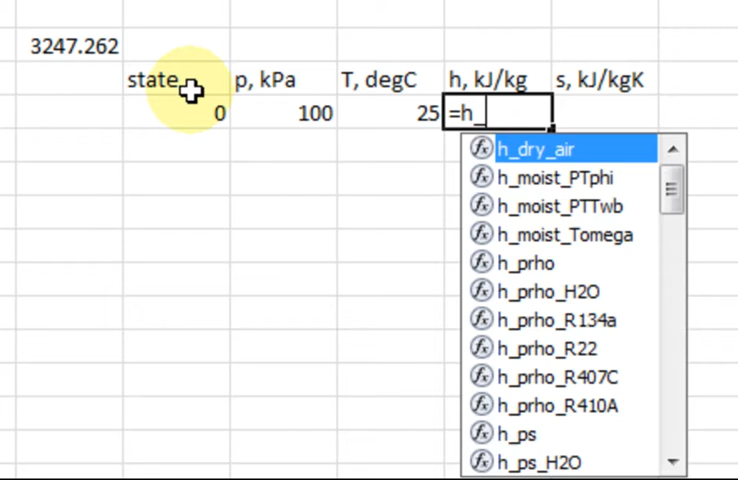 3247.262
state p, kPa T, degC h, kJ/kg s, kJ/kgK
0 100 25 =h_
h_dry_air
h_moist_PTphi
h_moist_PTTwb
h_moist_Tomega
h_prho
h_prho_H2O
h_prho_R134a
h_prho_R22
h_prho_R407C
h_prho_R410A
h_ps
h_ps_H2O